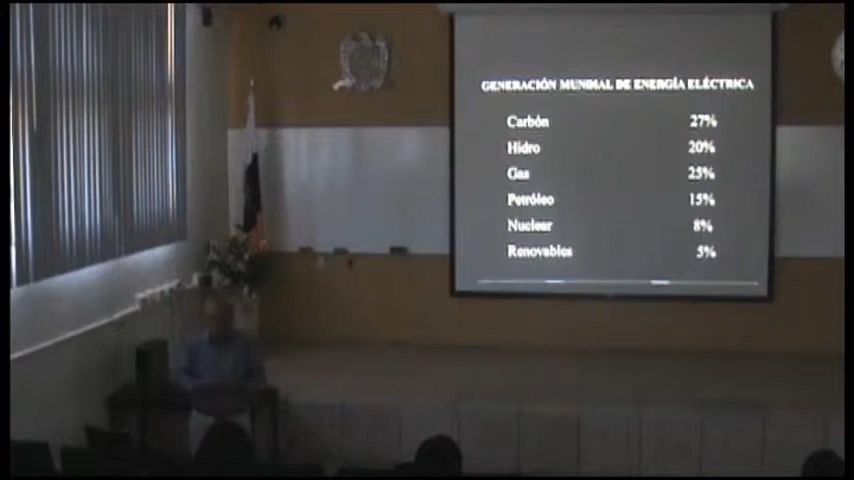 GENERACIÓN MUNDIAL DE ENERGÍA ELÉCTRICA
Carbón 27%
Hidro 20%
Gas 25%
Petróleo 15%
Nuclear 8%
Renovables 5%